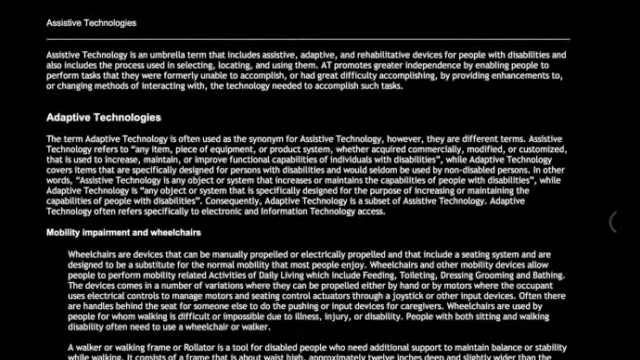 Assistive Technologies
Assistive Technology is an umbrella term that includes assistive, adaptive, and rehabilitative devices for people with disabilities and
also includes the process used in selecting, locating, and using them. AT promotes greater independence by enabling people to
perform tasks that they were formerly unable to accomplish, or had great difficulty accomplishing, by providing enhancements to,
or changing methods of interacting with, the technology needed to accomplish such tasks.
Adaptive Technologies
The term Adaptive Technology is often used as the synonym for Assistive Technology, however, they are different terms. Assistive
Technology refers to “any item, piece of equipment, or product system, whether acquired commercially, modified, or customized,
that is used to increase, maintain, or improve functional capabilities of individuals with disabilities”, while Adaptive Technology
covers items that are specifically designed for persons with disabilities and would seldom be used by non-disabled persons. In other
words, “Assistive Technology is any object or system that increases or maintains the capabilities of people with disabilities”, while
Adaptive Technology is “any object or system that is specifically designed for the purpose of increasing or maintaining the
capabilities of people with disabilities”. Consequently, Adaptive Technology is a subset of Assistive Technology. Adaptive
Technology often refers specifically to electronic and Information Technology access.
Mobility impairment and wheelchairs
Wheelchairs are devices that can be manually propelled or electrically propelled and that include a seating system and are
designed to be a substitute for the normal mobility that most people enjoy. Wheelchairs and other mobility devices allow
people to perform mobility related Activities of Daily Living which include Feeding, Toileting, Dressing Grooming and Bathing.
The devices comes in a number of variations where they can be propelled either by hand or by motors where the occupant
uses electrical controls to manage motors and seating control actuators through a joystick or other input devices. Often there
are handles behind the seat for someone else to do the pushing or input devices for caregivers. Wheelchairs are used by
people for whom walking is difficult or impossible due to illness, injury, or disability. People with both sitting and walking
disability often need to use a wheelchair or walker.
A walker or walking frame or Rollator is a tool for disabled people who need additional support to maintain balance or stability
while walking. It consists of a frame that is about waist high, approximately twelve inches deep and slightly wider than the